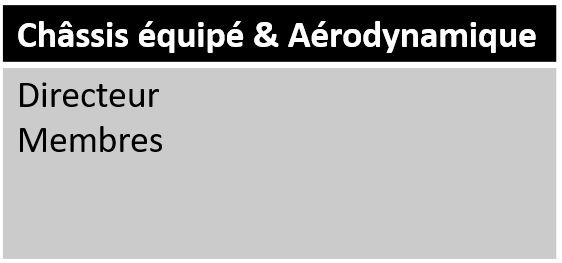 Châssis équipé & Aérodynamique
Directeur
Membres